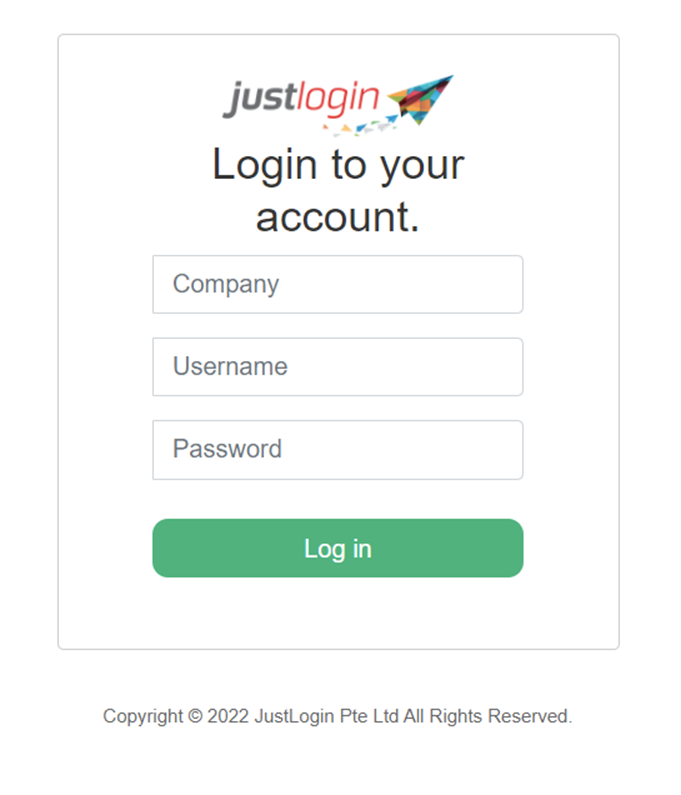 justlogin
Login to your
account.
Company
Username
Password
Log in
Copyright © 2022 JustLogin Pte Ltd All Rights Reserved.